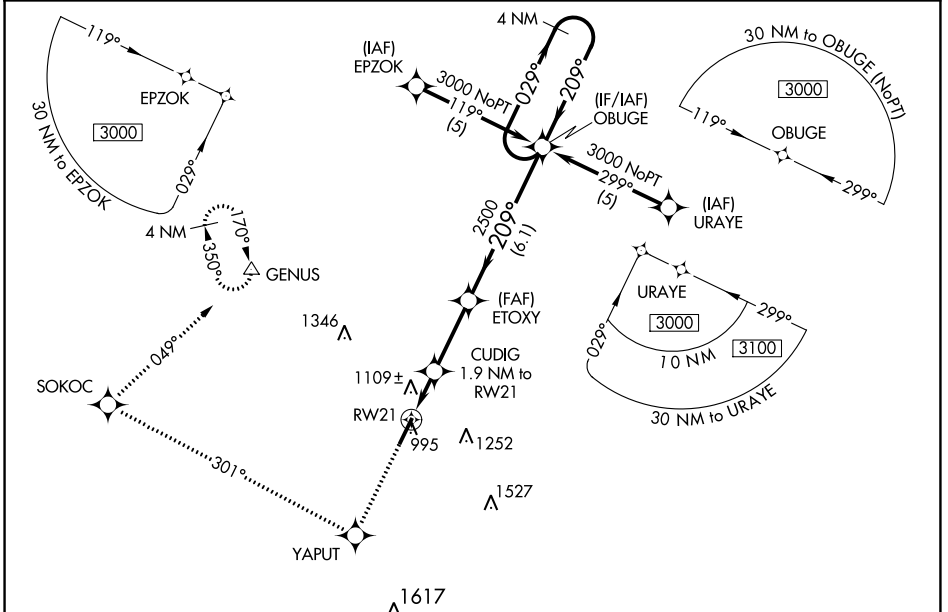 119°
EPZOK
3000
029°
30 NM to EPZOK
4 NM
029°
209°
(IAF)
EPZOK
3000 NoPT
119°
(5)
(IF/IAF)
OBUGE
3000 NoPT
299°
(5)
(IAF)
URAYE
30 NM to OBUGE (NoPT)
3000
119°
OBUGE
299°
4 NM
170°
350°
GENUS
2500
209°
(6.1)
(FAF)
ETOXY
URAYE
299°
029°
3000
10 NM
3100
30 NM to URAYE
1346
049°
SOKOC
CUDIG
1.9 NM to
RW21
1109±
RW21
995
1252
301°
1527
YAPUT
1617